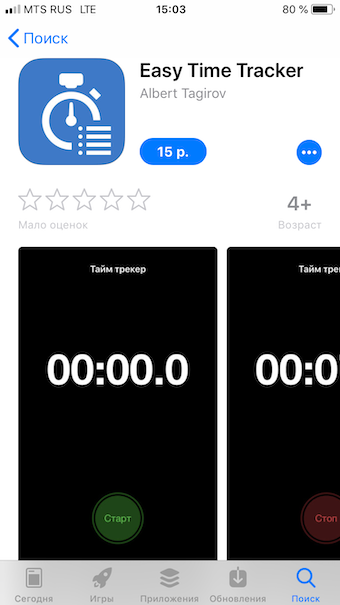 MTS RUS LTE 15:03 80 %
Поиск
Easy Time Tracker
Albert Tagirov
15 р.
4+
Мало оценок
Возраст
Тайм трекер
00:00.0
Старт
Тайм тре
00:0
Стоп
Сегодня Игры Приложения Обновления Поиск